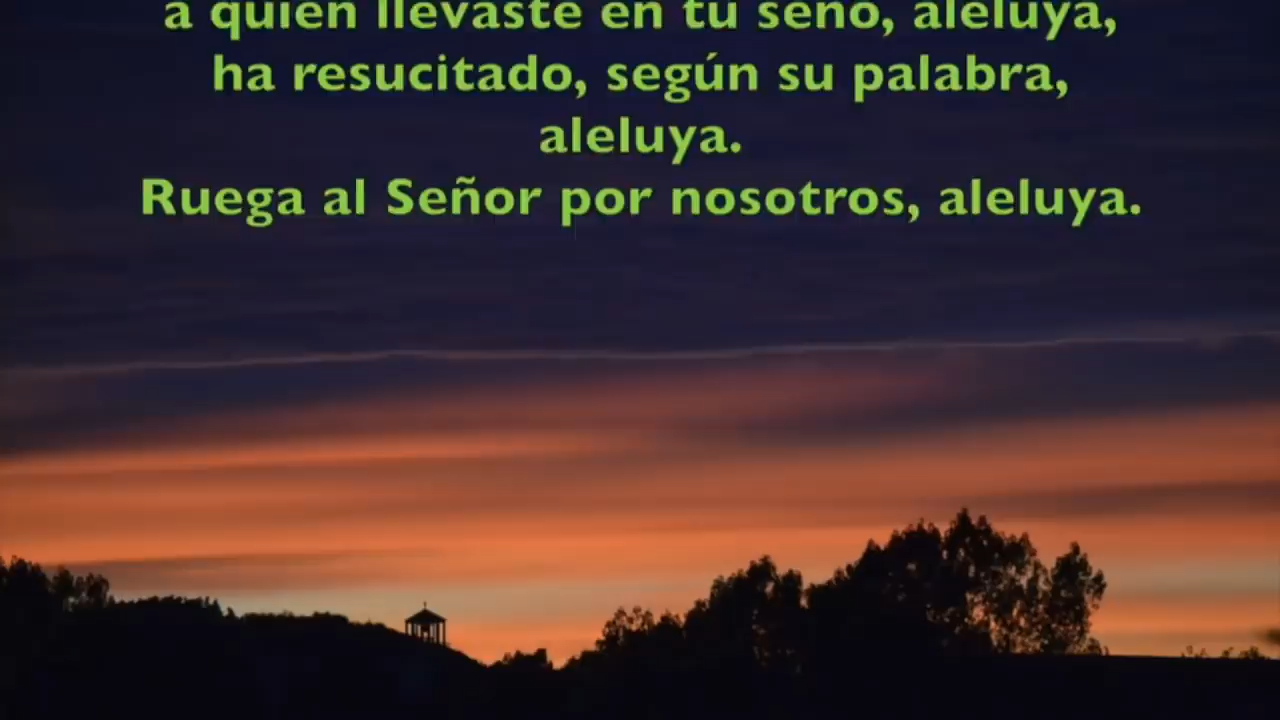 a quien llevaste en tu seno, aleluya,
ha resucitado, según su palabra,
aleluya.
Ruega al Señor por nosotros, aleluya.